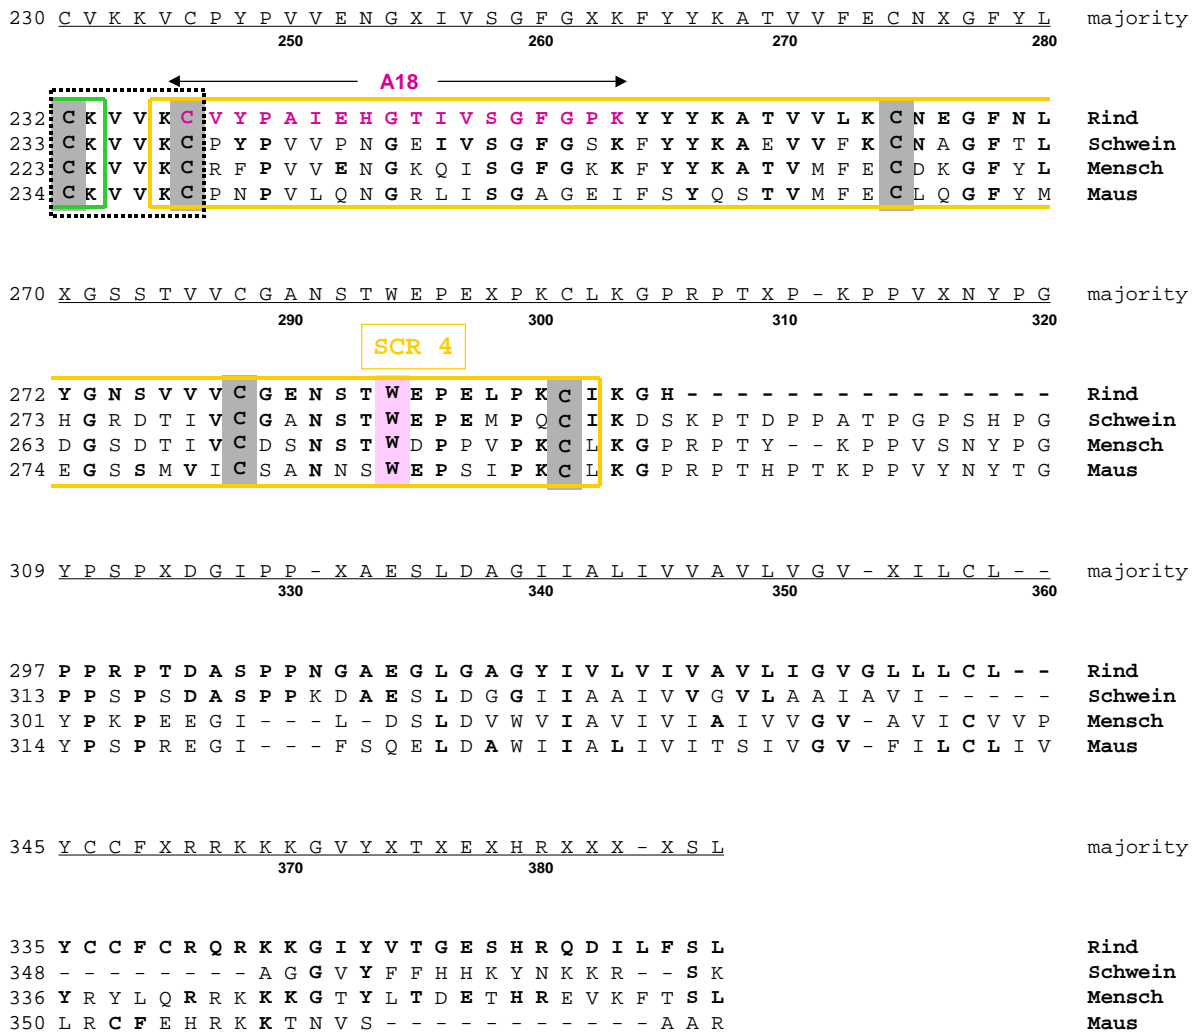 230 C V K K V C P Y P V V E N G X I V S G F G X K F Y Y K A T V V F E C N X G F Y L majority
250 260 270 280
A18
232 C K V V K C V Y P A I E H G T I V S G F G P K Y Y Y K A T V V L K C N E G F N L Rind
233 C K V V K C P Y P V V P N G E I V S G F G S K F Y Y K A E V V F K C N A G F T L Schwein
223 C K V V K C R F P V V E N G K Q I S G F G K K F Y Y K A T V M F E C D K G F Y L Mensch
234 C K V V K C P N P V L Q N G R L I S G A G E I F S Y Q S T V M F E C L Q G F Y M Maus
270 X G S S T V V C G A N S T W E P E X P K C L K G P R P T X P - K P P V X N Y P G majority
290 300 310 320
SCR 4
272 Y G N S V V V C G E N S T W E P E L P K C I K G H - - - - - - - - - - - - - - - Rind
273 H G R D T I V C G A N S T W E P E M P Q C I K D S K P T D P P A T P G P S H P G Schwein
263 D G S D T I V C D S N S T W D P P V P K C L K G P R P T Y - - K P P V S N Y P G Mensch
274 E G S S M V I C S A N N S W E P S I P K C L K G P R P T H P T K P P V Y N Y T G Maus
309 Y P S P X D G I P P - X A E S L D A G I I A L I V V A V L V G V - X I L C L - - majority
330 340 350 360
297 P P R P T D A S P P N G A E G L G A G Y I V L V I V A V L I G V G L L L C L - - Rind
313 P P S P S D A S P P K D A E S L D G G I I A A I V V G V L A A I A V I - - - - - Schwein
301 Y P K P E E G I - - - L - D S L D V W V I A V I V I A I V V G V - A V I C V V P Mensch
314 Y P S P R E G I - - - F S Q E L D A W I I A L I V I T S I V G V - F I L C L I V Maus
345 Y C C F X R R K K K G V Y X T X E X H R X X X - X S L majority
370 380
335 Y C C F C R Q R K K G I Y V T G E S H R Q D I L F S L Rind
348 - - - - - - - - A G G V Y F F H H K Y N K K R - - S K Schwein
336 Y R Y L Q R R K K K G T Y L T D E T H R E V K F T S L Mensch
350 L R C F E H R K K T N V S - - - - - - - - - - - A A R Maus